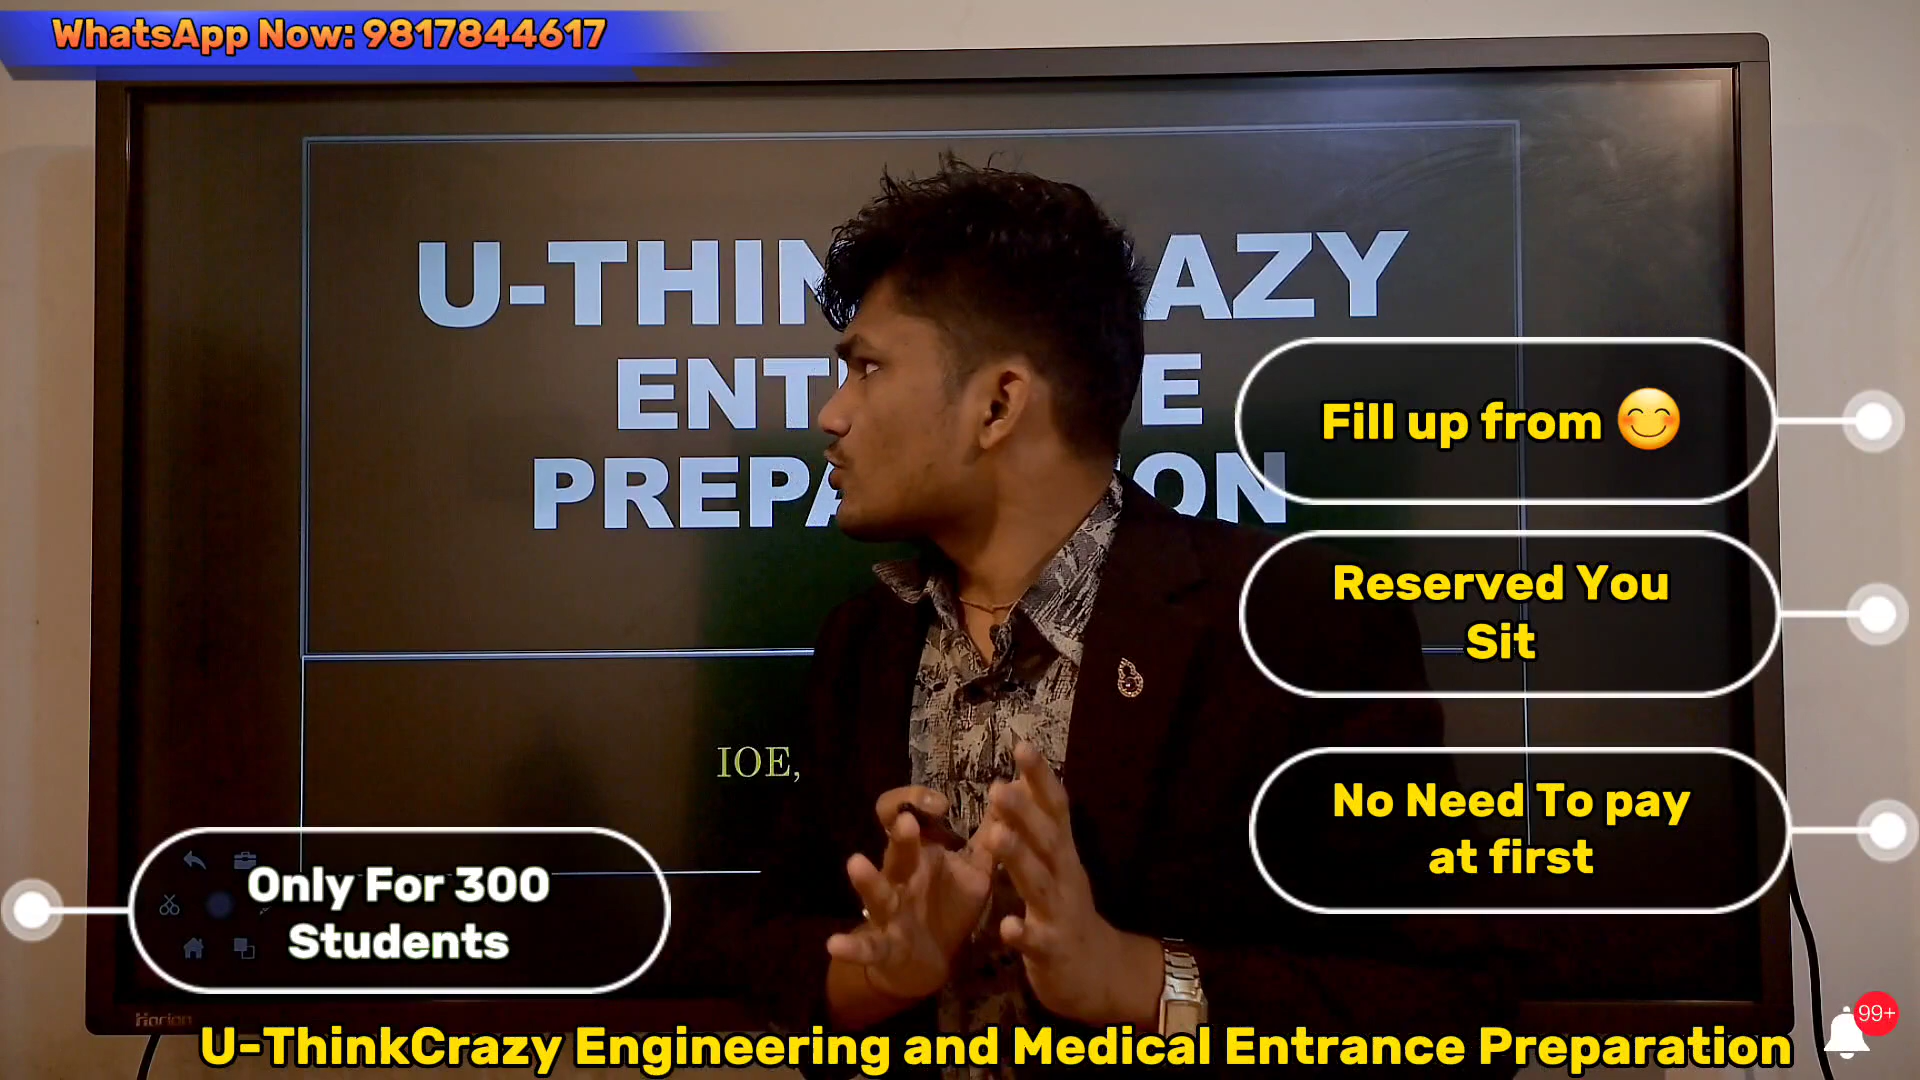 WhatsApp Now: 9817844617
U-THIN AZY
ENT E
PREPA ON
Fill up from 😊
Reserved You
Sit
IOE,
No Need To pay
at first
Only For 300
Students
Horion
U-ThinkCrazy Engineering and Medical Entrance Preparation
99+